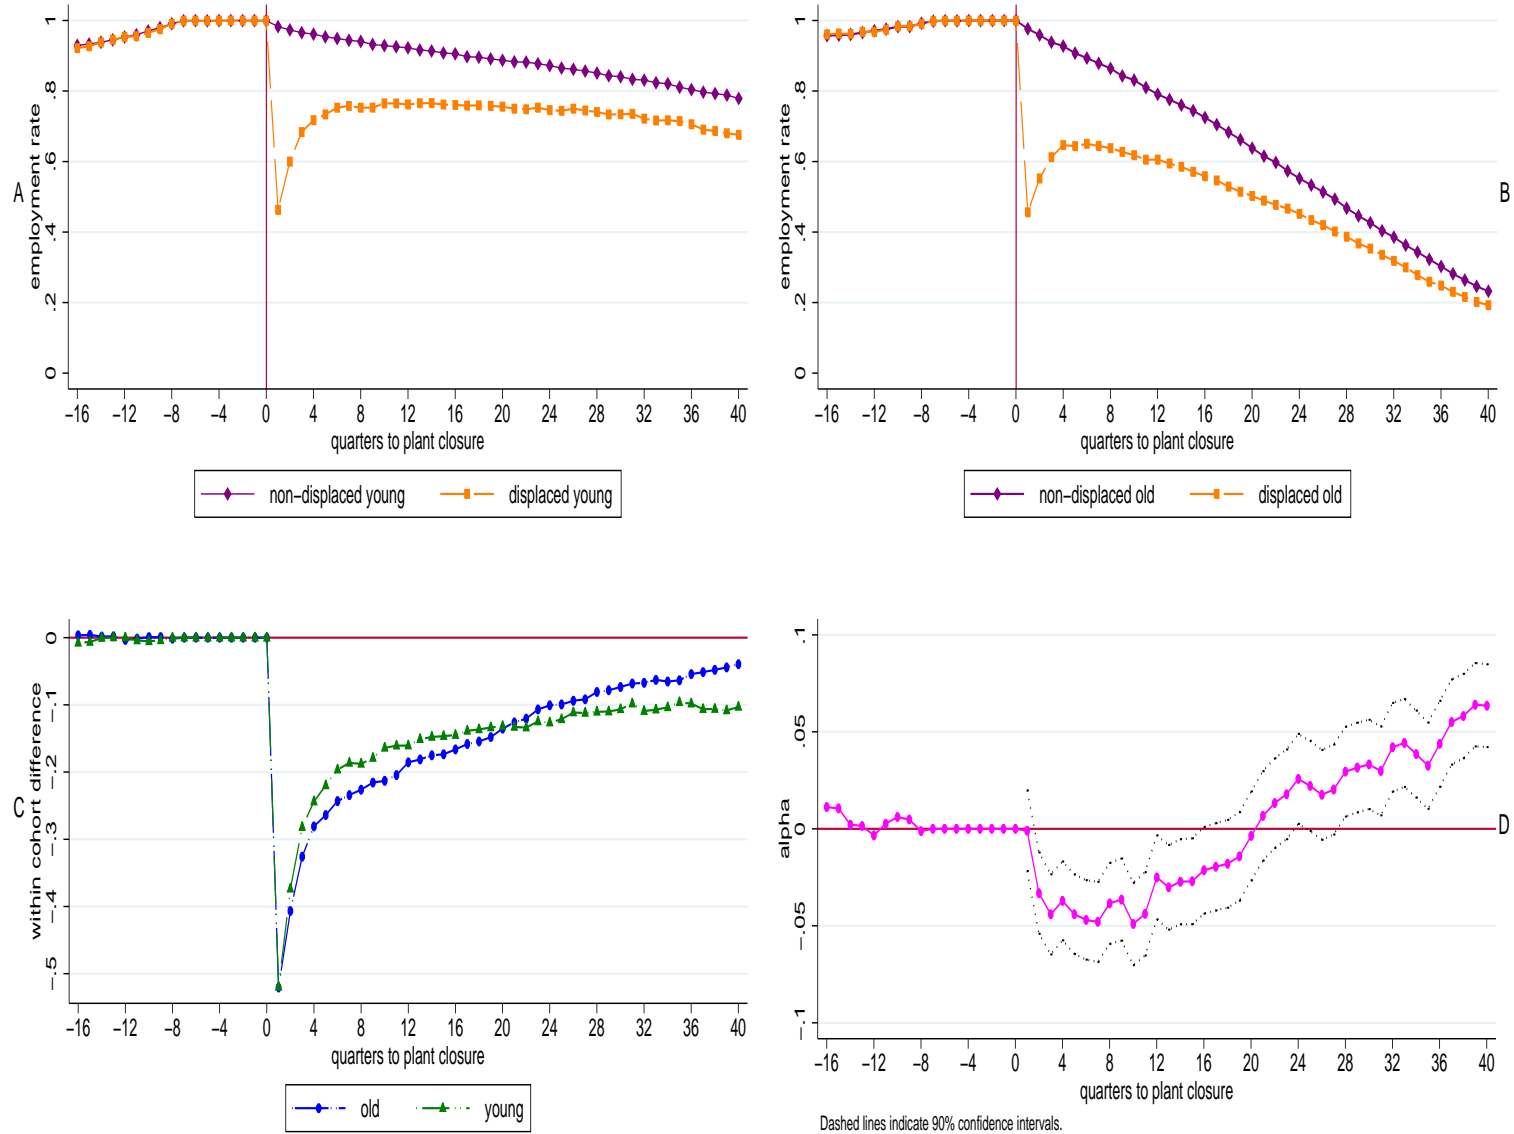 A
employment rate
1
.8
.6
.4
.2
0
−16 −12 −8 −4 0 4 8 12 16 20 24 28 32 36 40
quarters to plant closure
non−displaced young displaced young
B
employment rate
1
.8
.6
.4
.2
0
−16 −12 −8 −4 0 4 8 12 16 20 24 28 32 36 40
quarters to plant closure
non−displaced old displaced old
C
within cohort difference
0
−.1
−.2
−.3
−.4
−.5
−16 −12 −8 −4 0 4 8 12 16 20 24 28 32 36 40
quarters to plant closure
old young
D
alpha
.1
.05
0
−.05
−.1
−16 −12 −8 −4 0 4 8 12 16 20 24 28 32 36 40
quarters to plant closure
Dashed lines indicate 90% confidence intervals.